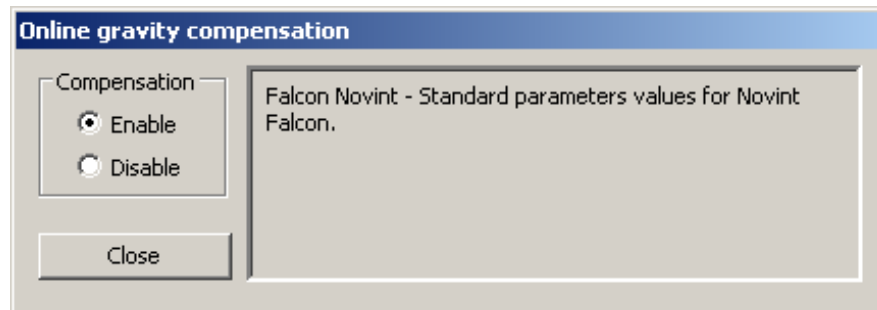 Online gravity compensation
Compensation
Enable
Disable
Close
Falcon Novint - Standard parameters values for Novint
Falcon.